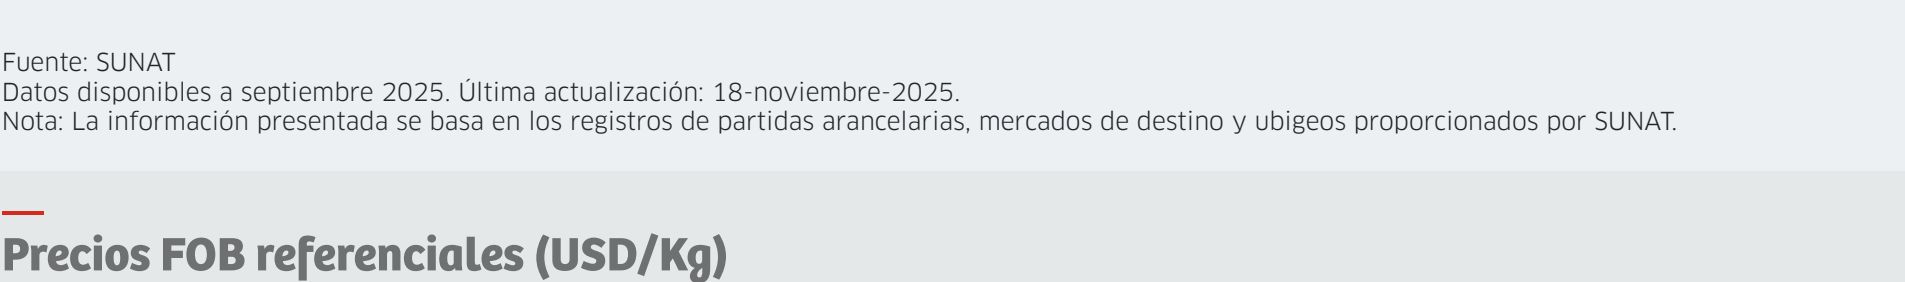 Fuente: SUNAT
Datos disponibles a septiembre 2025. Última actualización: 18-noviembre-2025.
Nota: La información presentada se basa en los registros de partidas arancelarias, mercados de destino y ubigeos proporcionados por SUNAT.
Precios FOB referenciales (USD/Kg)